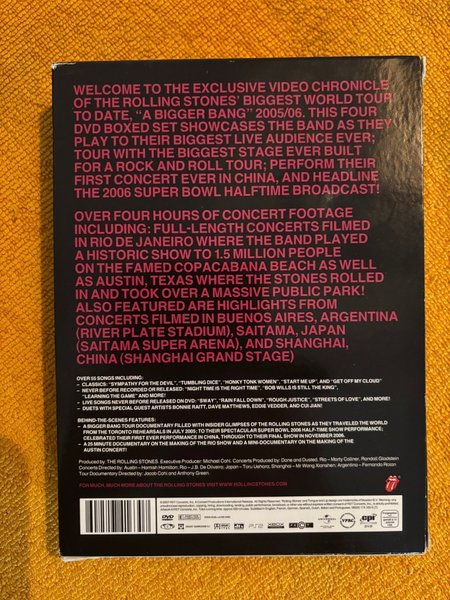 WELCOME TO THE EXCLUSIVE VIDEO CHRONICLE
OF THE ROLLING STONES' BIGGEST WORLD TOUR
TO DATE, "A BIGGER BANG" 2005/06. THIS FOUR
DVD BOXED SET SHOWCASES THE BAND AS THEY
PLAY TO THEIR BIGGEST LIVE AUDIENCE EVER;
TOUR WITH THE BIGGEST STAGE EVER BUILT
FOR A ROCK AND ROLL TOUR; PERFORM THEIR
FIRST CONCERT EVER IN CHINA, AND HEADLINE
THE 2006 SUPER BOWL HALFTIME BROADCAST!
OVER FOUR HOURS OF CONCERT FOOTAGE
INCLUDING: FULL-LENGTH CONCERTS FILMED
IN RIO DE JANEIRO WHERE THE BAND PLAYED
A HISTORIC SHOW TO 1.5 MILLION PEOPLE
ON THE FAMED COPACABANA BEACH AS WELL
AS AUSTIN, TEXAS WHERE THE STONES ROLLED
IN AND TOOK OVER A MASSIVE PUBLIC PARK!
ALSO FEATURED ARE HIGHLIGHTS FROM
CONCERTS FILMED IN BUENOS AIRES, ARGENTINA
(RIVER PLATE STADIUM), SAITAMA, JAPAN
(SAITAMA SUPER ARENA), AND SHANGHAI,
CHINA (SHANGHAI GRAND STAGE)
OVER 55 SONGS INCLUDING:
- CLASSICS: "SYMPATHY FOR THE DEVIL", "TUMBLING DICE", "HONKY TONK WOMEN", "START ME UP", AND "GET OFF MY CLOUD"
- NEVER BEFORE RECORDED OR RELEASED: "NIGHT TIME IS THE RIGHT TIME", "BOB WILLS IS STILL THE KING",
"LEARNING THE GAME" AND MORE!
- LIVE SONGS NEVER RELEASED ON DVD: "SWAY", "RAIN FALL DOWN", "ROUGH JUSTICE", "STREETS OF LOVE", AND MORE!
- DUETS WITH SPECIAL GUEST ARTISTS BONNIE RAITT, DAVE MATTHEWS, EDDIE VEDDER, AND CUI JIAN!
BEHIND-THE-SCENES FEATURES:
- A BIGGER BANG TOUR DOCUMENTARY FILLED WITH INSIDER GLIMPSES OF THE ROLLING STONES AS THEY TRAVELED THE WORLD
FROM THE TORONTO REHEARSALS IN JULY 2005; TO THEIR SPECTACULAR SUPER BOWL 2006 HALF-TIME SHOW PERFORMANCE;
CELEBRATED THEIR FIRST EVER PERFORMANCE IN CHINA, THROUGH TO THEIR FINAL SHOW IN NOVEMBER 2006.
- A 25 MINUTE DOCUMENTARY ON THE MAKING OF THE RIO SHOW AND A MINI-DOCUMENTARY ON THE MAKING OF THE
AUSTIN CONCERT!
Produced by: THE ROLLING STONES. Executive Producer: Michael Cohl. Concerts Produced by: Done and Dusted. Rio - Marty Callner, Randall Gladstein
Concerts Directed by: Austin - Hamish Hamilton, Rio - J.B. De Oliveira; Japan - Toru Uehara; Shanghai - Mr Wang Xianshen; Argentina - Fernando Rolon
Tour Documentary Directed by: Jacob Cohl and Anthony Green
FOR MUCH, MUCH MORE ABOUT THE ROLLING STONES VISIT WWW.ROLLINGSTONES.COM
DVD
dts
PS2
XBOX
UNIVERSAL
epi